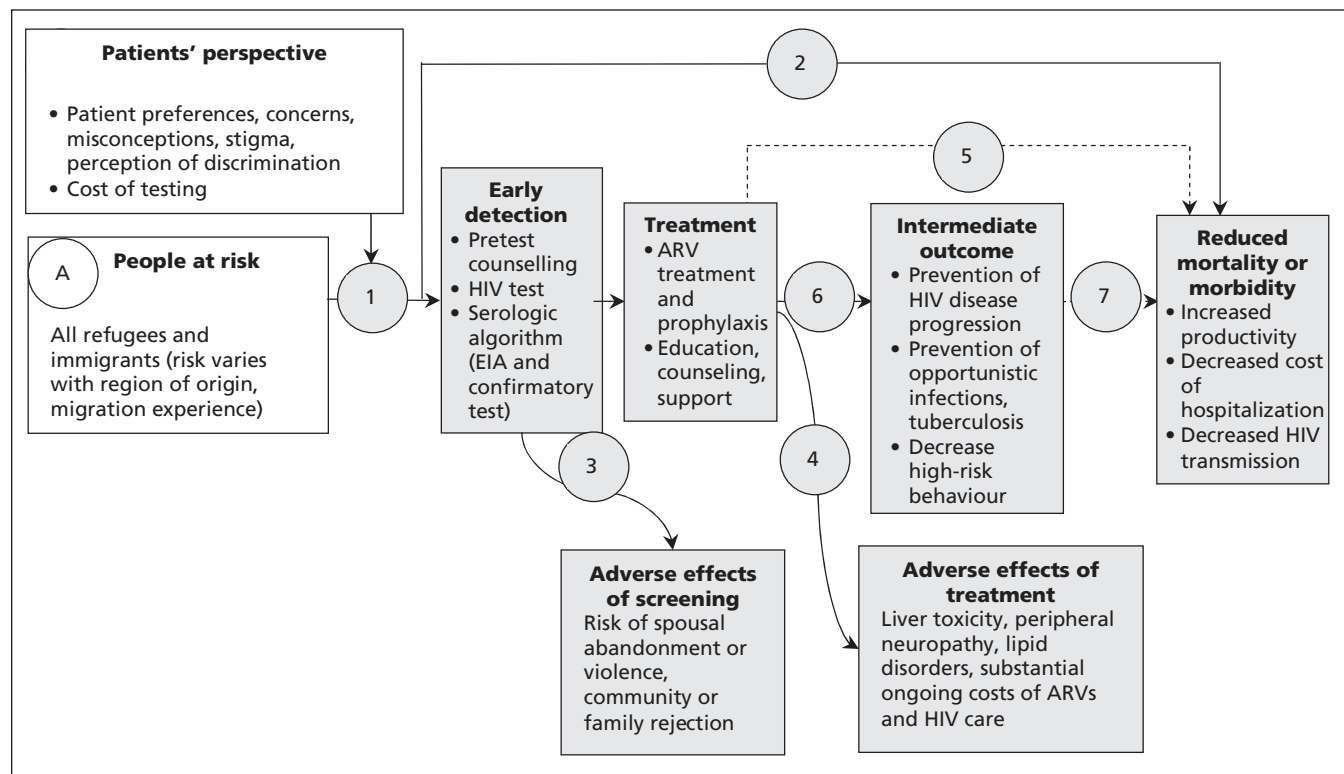 Patients’ perspective
• Patient preferences, concerns,
misconceptions, stigma,
perception of discrimination
• Cost of testing
A
People at risk
All refugees and
immigrants (risk varies
with region of origin,
migration experience)
1
2
Early
detection
• Pretest
counselling
• HIV test
• Serologic
algorithm
(EIA and
confirmatory
test)
3
Adverse effects
of screening
Risk of spousal
abandonment or
violence,
community or
family rejection
Treatment
• ARV
treatment
and
prophylaxis
• Education,
counseling,
support
4
Adverse effects of
treatment
Liver toxicity, peripheral
neuropathy, lipid
disorders, substantial
ongoing costs of ARVs
and HIV care
5
6
Intermediate
outcome
• Prevention of
HIV disease
progression
• Prevention of
opportunistic
infections,
tuberculosis
• Decrease
high-risk
behaviour
7
Reduced
mortality or
morbidity
• Increased
productivity
• Decreased cost
of
hospitalization
• Decreased HIV
transmission